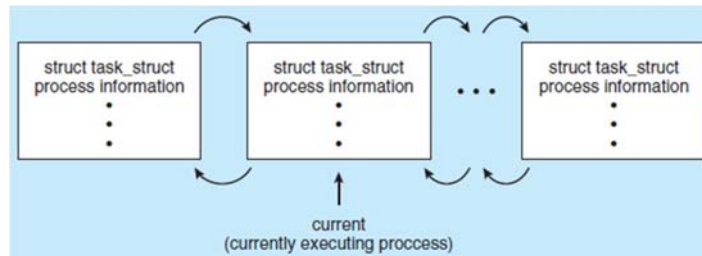 struct task_struct
process information
struct task_struct
process information
struct task_struct
process information
current
(currently executing proccess)